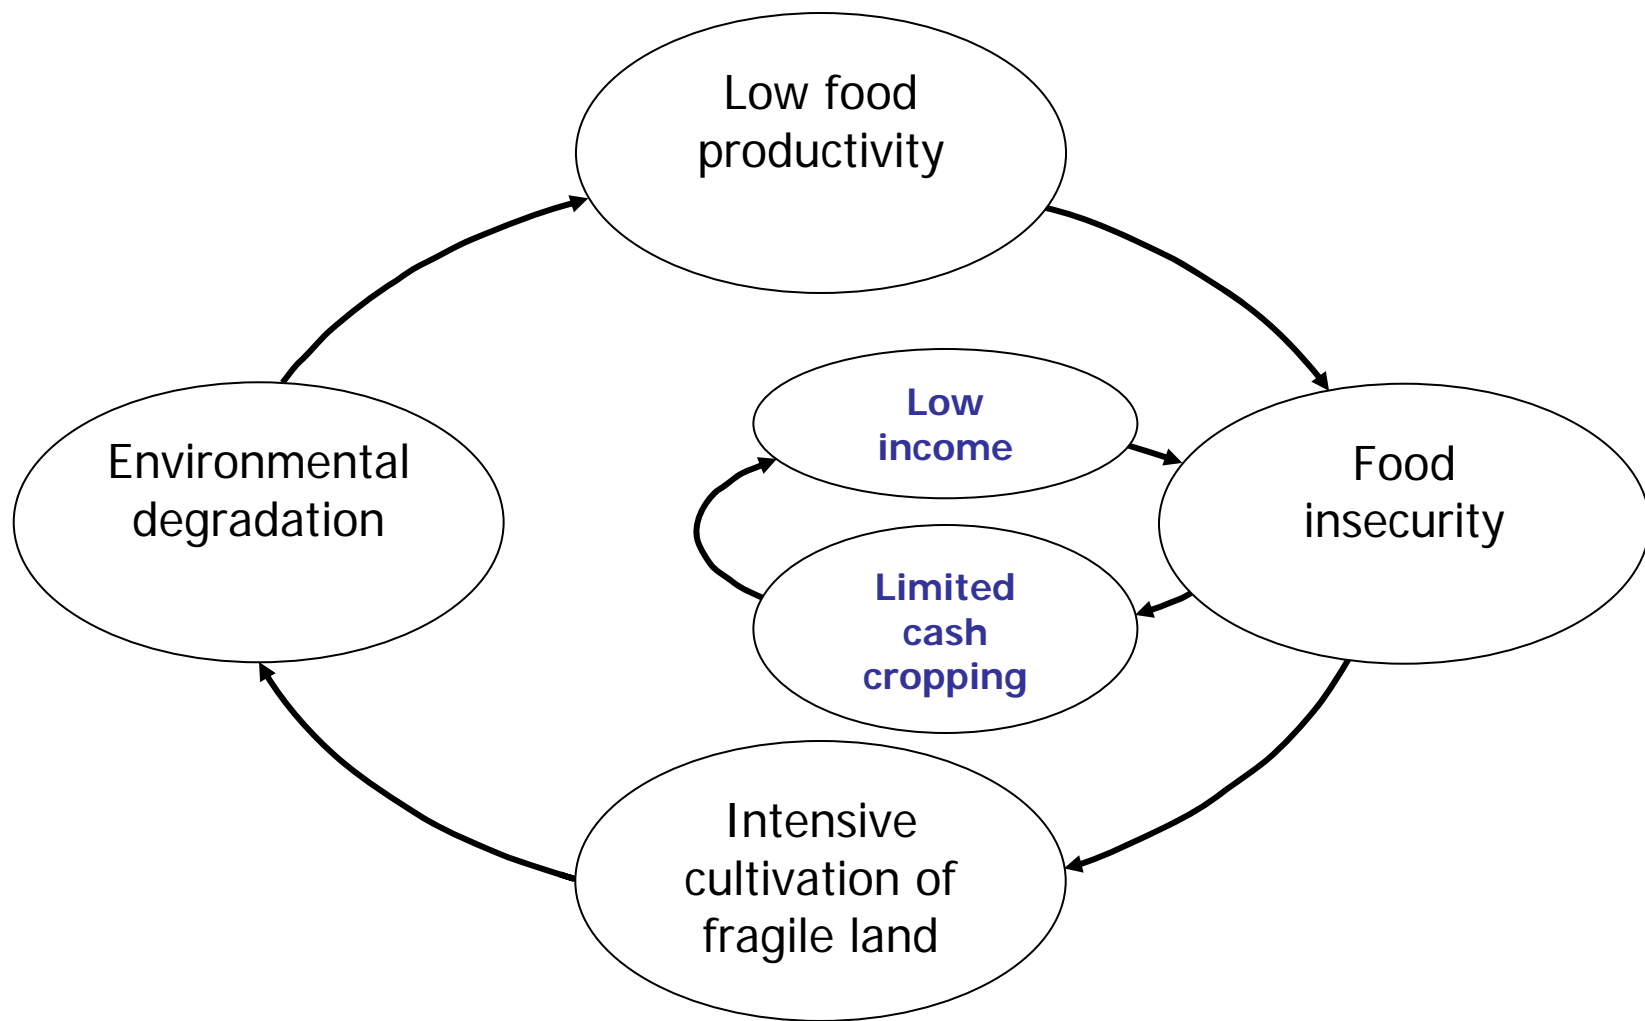 Low food
productivity
Low
income
Environmental
degradation
Food
insecurity
Limited
cash
cropping
Intensive
cultivation of
fragile land